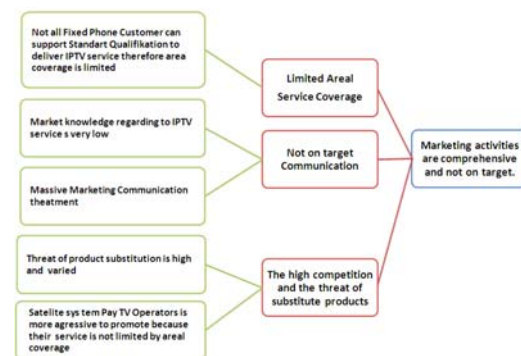 Not all Fixed Phone Customer can
support Standart Qualifikation to
deliver IPTV service therefore area
coverage is limited
Market knowledge regarding to IPTV
service s very low
Massive Marketing Communication
theatment
Threat of product substitution is high
and varied
Satelite sys tem Pay TV Operators is
more agressive to promote because
their service is not limited by areal
coverage
Limited Areal
Service Coverage
Not on target
Communication
The high competition
and the threat of
substitute products
Marketing activities
are comprehensive
and not on target.